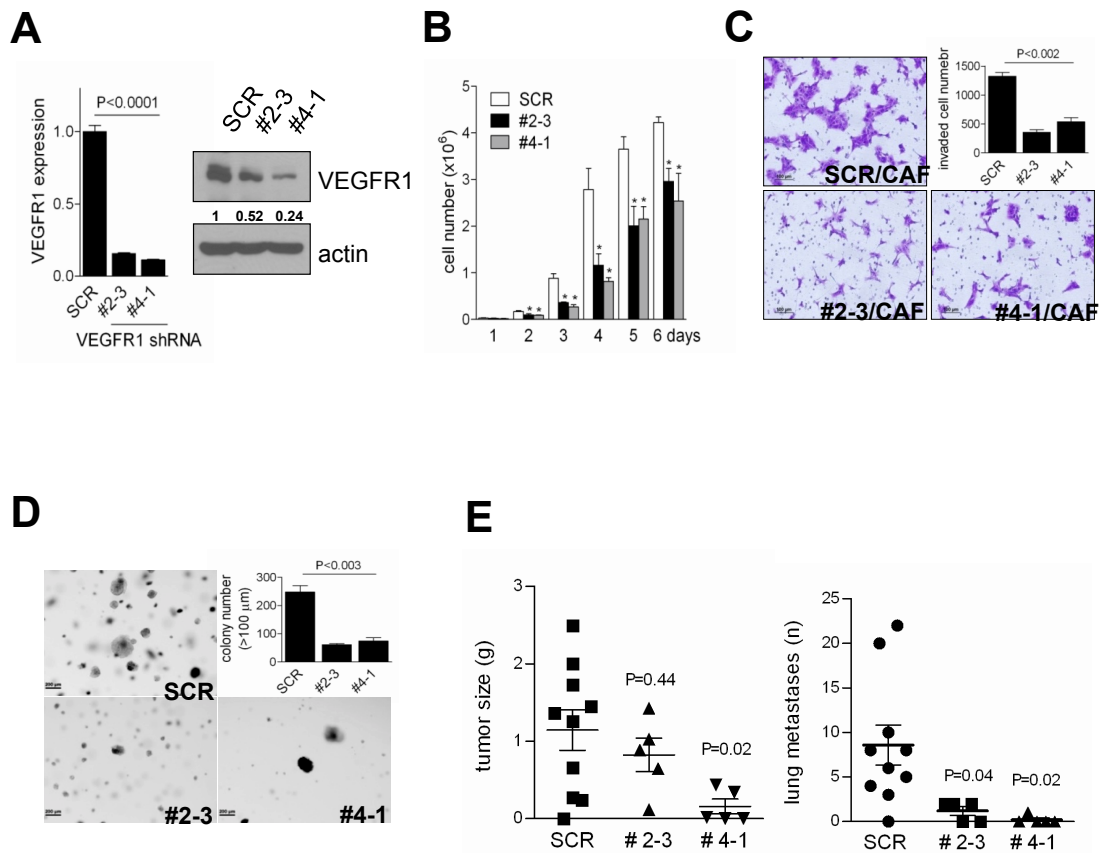 A
VEGFR1 expression
1.0
0.5
0.0
P<0.0001
SCR
#2-3
#4-1
VEGFR1 shRNA
SCR
#2-3
#4-1
VEGFR1
1 0.52 0.24
actin
B
cell number (x10⁶)
5
4
3
2
1
0
SCR
#2-3
#4-1
* * * * * * * * * *
1 2 3 4 5 6 days
C
SCR/CAF
#2-3/CAF
#4-1/CAF
invaded cell numebr
1500
1000
500
0
P<0.002
SCR
#2-3
#4-1
D
SCR
#2-3
#4-1
colony number
(>100 μm)
300
200
100
0
P<0.003
SCR
#2-3
#4-1
E
tumor size (g)
3
2
1
0
P=0.44
P=0.02
SCR # 2-3 # 4-1
lung metastases (n)
25
20
15
10
5
0
P=0.04
P=0.02
SCR # 2-3 # 4-1